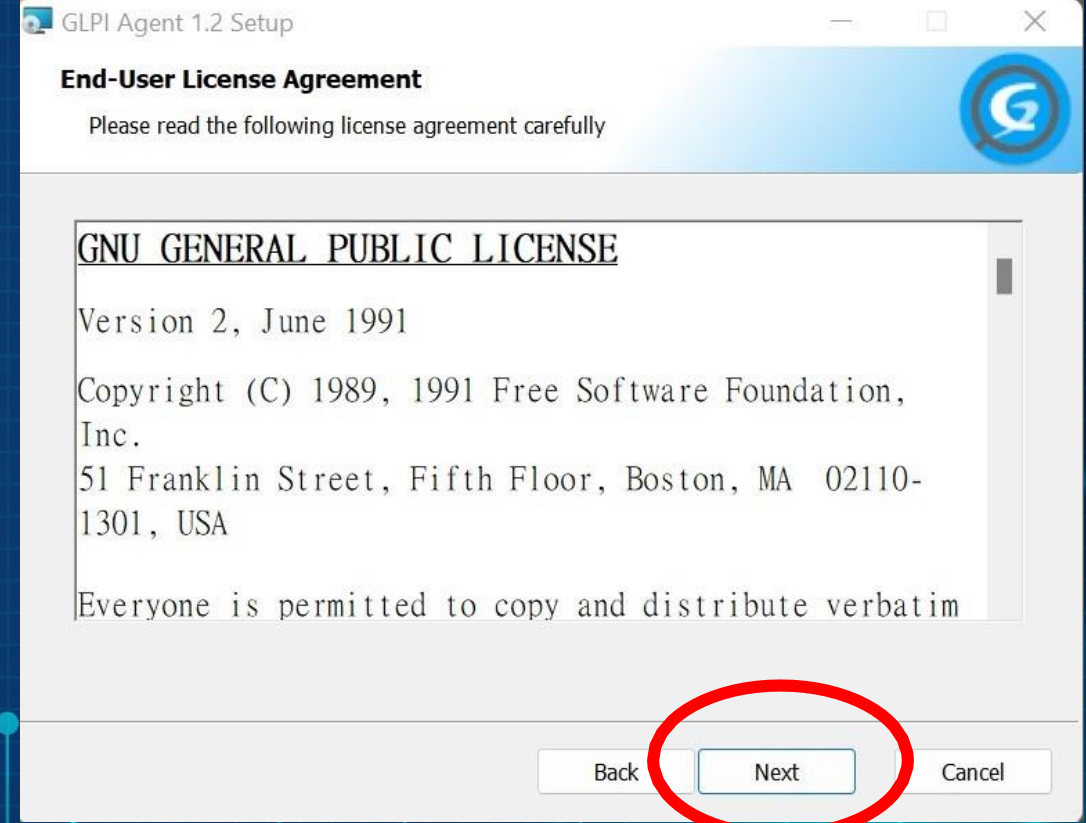 GLPI Agent 1.2 Setup
End-User License Agreement
Please read the following license agreement carefully
GNU GENERAL PUBLIC LICENSE
Version 2, June 1991
Copyright (C) 1989, 1991 Free Software Foundation,
Inc.
51 Franklin Street, Fifth Floor, Boston, MA  02110-
1301, USA
Everyone is permitted to copy and distribute verbatim
Back
Next
Cancel